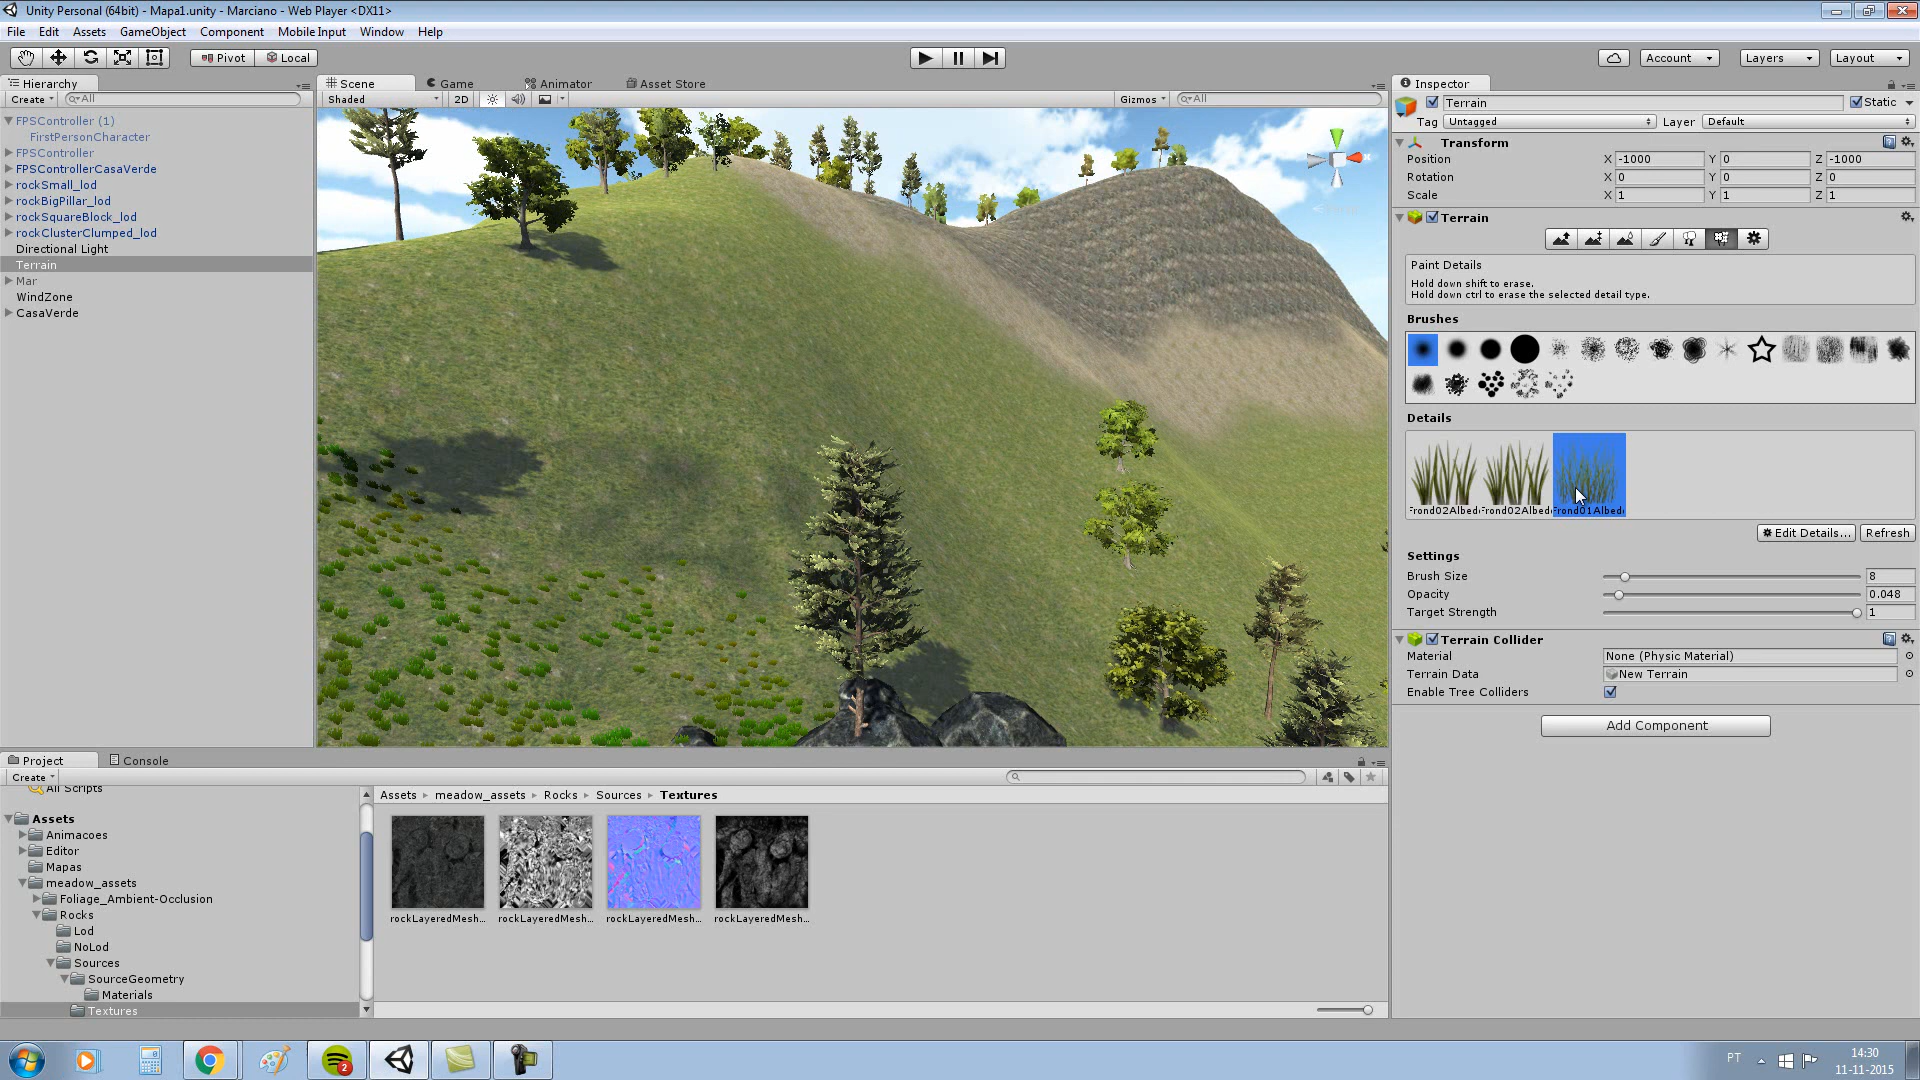 Unity Personal (64bit) - Mapa1.unity - Marciano - Web Player <DX11>
File Edit Assets GameObject Component Mobile Input Window Help
Pivot Local Account Layers Layout
Hierarchy
Create All
FPSController (1)
FirstPersonCharacter
FPSController
FPSControllerCasaVerde
rockSmall_lod
rockBigPillar_lod
rockSquareBlock_lod
rockClusterClumped_lod
Directional Light
Terrain
Mar
WindZone
CasaVerde
Scene Game Animator Asset Store
Shaded 2D Gizmos All
Inspector
Terrain Static
Tag Untagged Layer Default
Transform
Position X -1000 Y 0 Z -1000
Rotation X 0 Y 0 Z 0
Scale X 1 Y 1 Z 1
Terrain
Paint Details
Hold down shift to erase.
Hold down ctrl to erase the selected detail type.
Brushes
Details
Frond02Albed Frond02Albed Frond01Albed
Edit Details... Refresh
Settings
Brush Size 8
Opacity 0.048
Target Strength 1
Terrain Collider
Material None (Physic Material)
Terrain Data New Terrain
Enable Tree Colliders
Add Component
Project Console
Create
All Scripts
Assets
Animacoes
Editor
Mapas
meadow_assets
Foliage_Ambient-Occlusion
Rocks
Lod
NoLod
Sources
SourceGeometry
Materials
Textures
Assets meadow_assets Rocks Sources Textures
rockLayeredMesh... rockLayeredMesh... rockLayeredMesh... rockLayeredMesh...
2
PT
14:30
11-11-2015